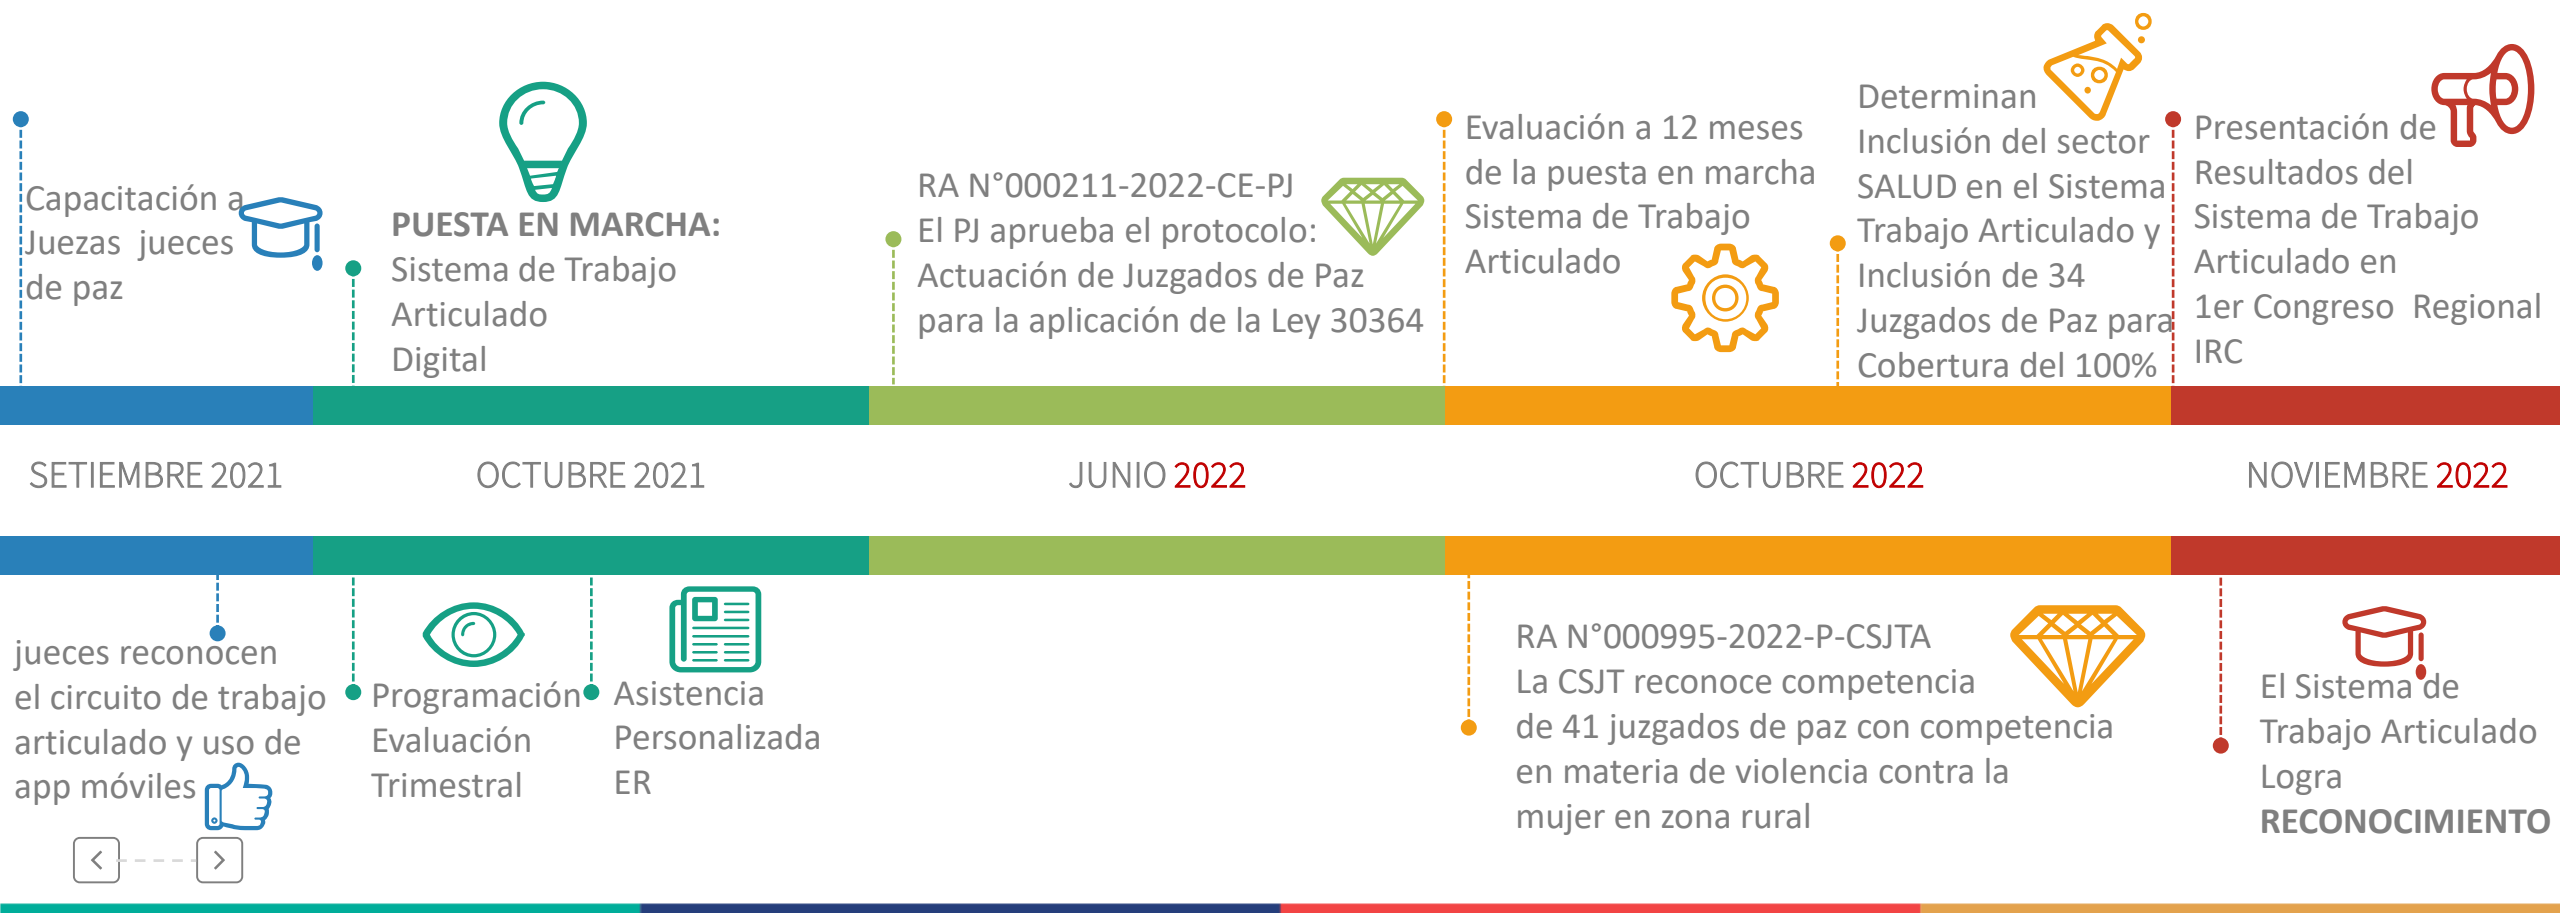 Capacitación a
Juezas  jueces
de paz
PUESTA EN MARCHA:
Sistema de Trabajo
Articulado
Digital
RA N°000211-2022-CE-PJ
El PJ aprueba el protocolo:
Actuación de Juzgados de Paz
para la aplicación de la Ley 30364
Evaluación a 12 meses
de la puesta en marcha
Sistema de Trabajo
Articulado
Determinan
Inclusión del sector
SALUD en el Sistema
Trabajo Articulado y
Inclusión de 34
Juzgados de Paz para
Cobertura del 100%
Presentación de
Resultados del
Sistema de Trabajo
Articulado en
1er Congreso  Regional
IRC
SETIEMBRE 2021
OCTUBRE 2021
JUNIO 2022
OCTUBRE 2022
NOVIEMBRE 2022
jueces reconocen
el circuito de trabajo
articulado y uso de
app móviles
Programación
Evaluación
Trimestral
Asistencia
Personalizada
ER
RA N°000995-2022-P-CSJTA
La CSJT reconoce competencia
de 41 juzgados de paz con competencia
en materia de violencia contra la
mujer en zona rural
El Sistema de
Trabajo Articulado
Logra
RECONOCIMIENTO